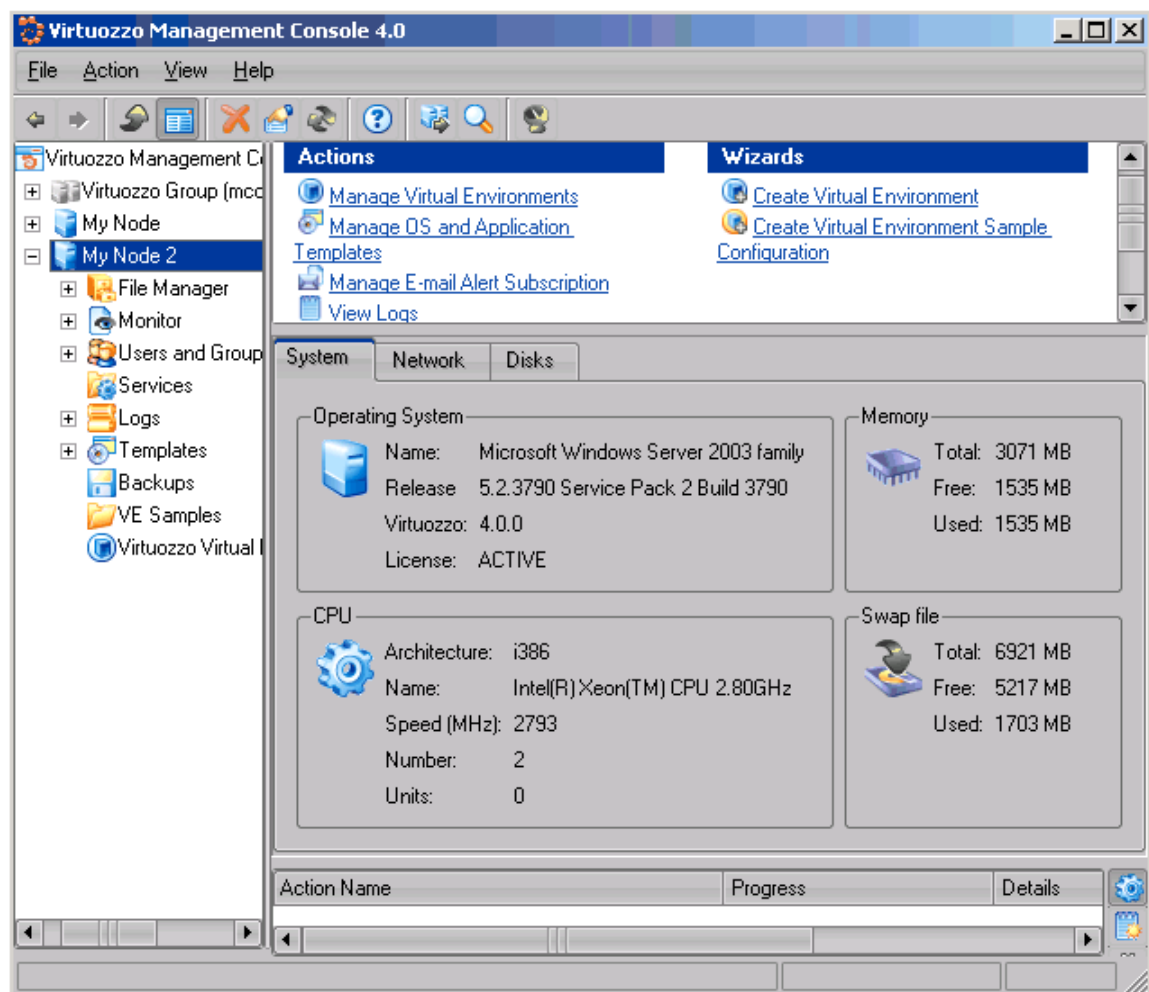 Virtuozzo Management Console 4.0
File Action View Help
Virtuozzo Management C
Virtuozzo Group (mcc
My Node
My Node 2
File Manager
Monitor
Users and Group
Services
Logs
Templates
Backups
VE Samples
Virtuozzo Virtual
Actions
Manage Virtual Environments
Manage OS and Application
Templates
Manage E-mail Alert Subscription
View Logs
Wizards
Create Virtual Environment
Create Virtual Environment Sample
Configuration
System Network Disks
Operating System
Name: Microsoft Windows Server 2003 family
Release 5.2.3790 Service Pack 2 Build 3790
Virtuozzo: 4.0.0
License: ACTIVE
Memory
Total: 3071 MB
Free: 1535 MB
Used: 1535 MB
CPU
Architecture: i386
Name: Intel(R) Xeon(TM) CPU 2.80GHz
Speed (MHz): 2793
Number: 2
Units: 0
Swap file
Total: 6921 MB
Free: 5217 MB
Used: 1703 MB
Action Name Progress Details